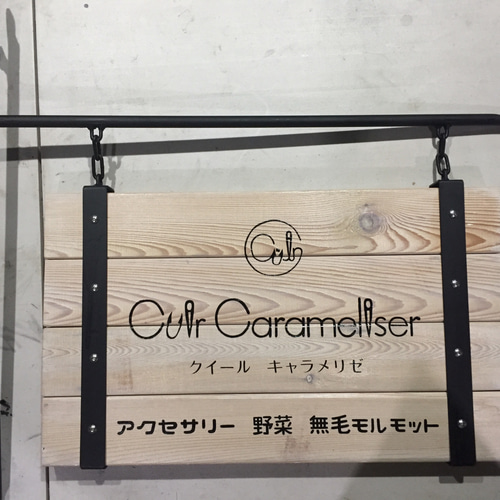 Cuir
Cuir Carameliser
クイール キャラメリゼ
アクセサリー 野菜 無毛モルモット